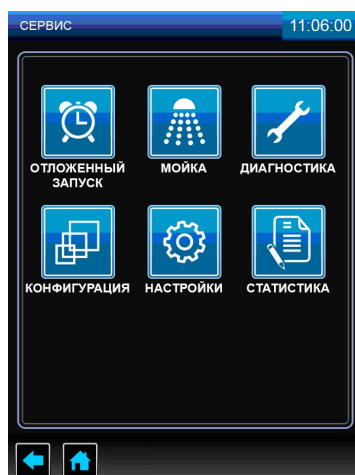 СЕРВИС 11:06:00
ОТЛОЖЕННЫЙ ЗАПУСК
МОЙКА
ДИАГНОСТИКА
КОНФИГУРАЦИЯ
НАСТРОЙКИ
СТАТИСТИКА